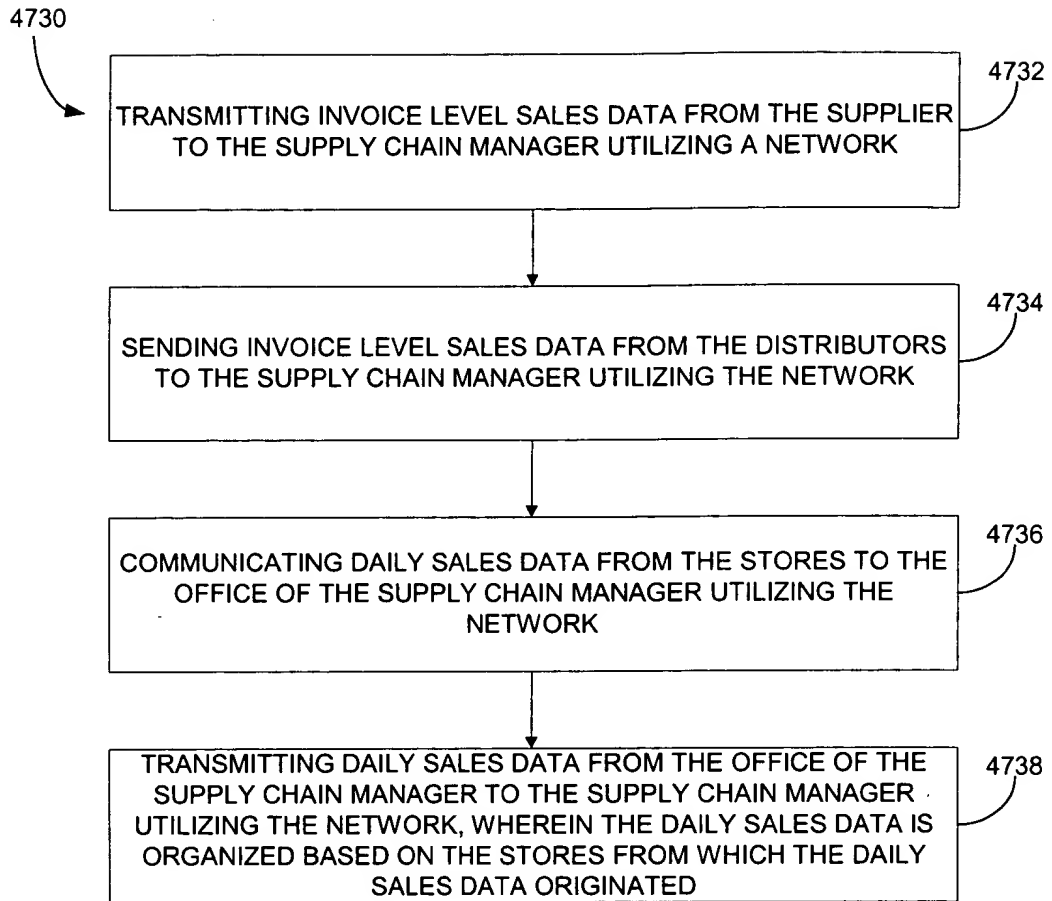 4730
4732
TRANSMITTING INVOICE LEVEL SALES DATA FROM THE SUPPLIER
TO THE SUPPLY CHAIN MANAGER UTILIZING A NETWORK
4734
SENDING INVOICE LEVEL SALES DATA FROM THE DISTRIBUTORS
TO THE SUPPLY CHAIN MANAGER UTILIZING THE NETWORK
4736
COMMUNICATING DAILY SALES DATA FROM THE STORES TO THE
OFFICE OF THE SUPPLY CHAIN MANAGER UTILIZING THE
NETWORK
4738
TRANSMITTING DAILY SALES DATA FROM THE OFFICE OF THE
SUPPLY CHAIN MANAGER TO THE SUPPLY CHAIN MANAGER
UTILIZING THE NETWORK, WHEREIN THE DAILY SALES DATA IS
ORGANIZED BASED ON THE STORES FROM WHICH THE DAILY
SALES DATA ORIGINATED